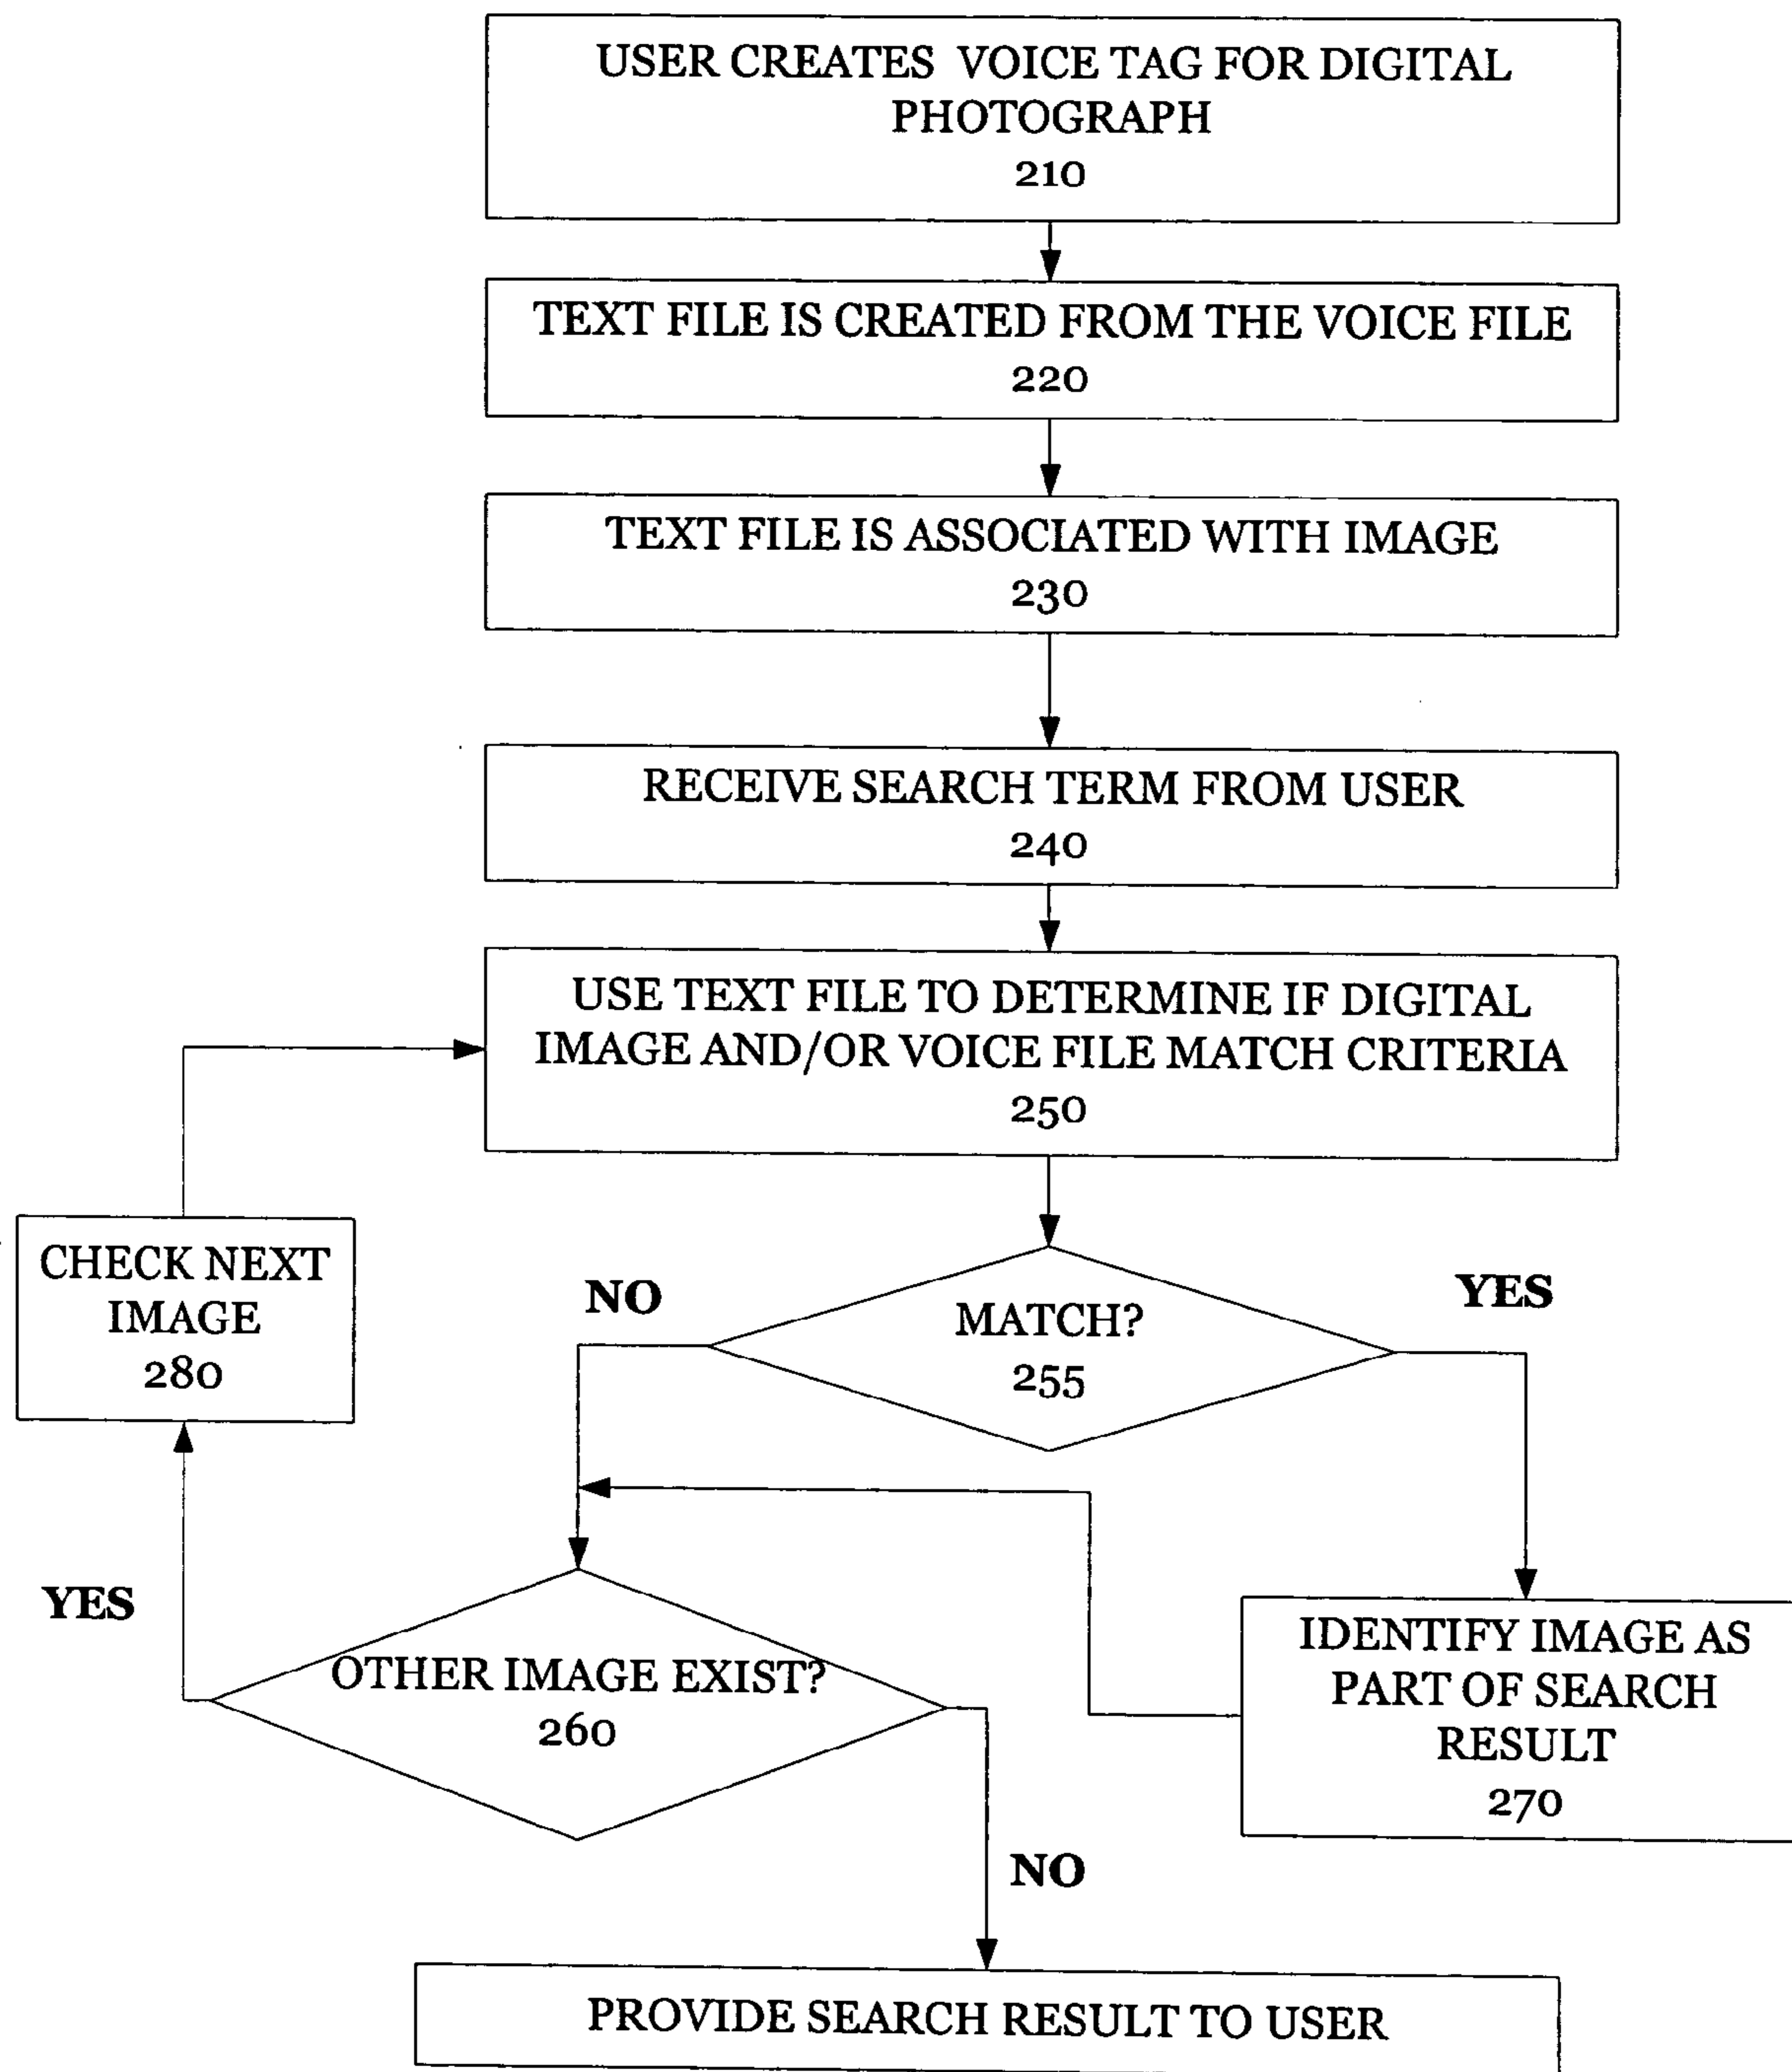 USER CREATES VOICE TAG FOR DIGITAL
PHOTOGRAPH
210
TEXT FILE IS CREATED FROM THE VOICE FILE
220
TEXT FILE IS ASSOCIATED WITH IMAGE
230
RECEIVE SEARCH TERM FROM USER
240
USE TEXT FILE TO DETERMINE IF DIGITAL
IMAGE AND/OR VOICE FILE MATCH CRITERIA
250
CHECK NEXT
IMAGE
280
NO
MATCH?
255
YES
YES
OTHER IMAGE EXIST?
260
IDENTIFY IMAGE AS
PART OF SEARCH
RESULT
270
NO
PROVIDE SEARCH RESULT TO USER